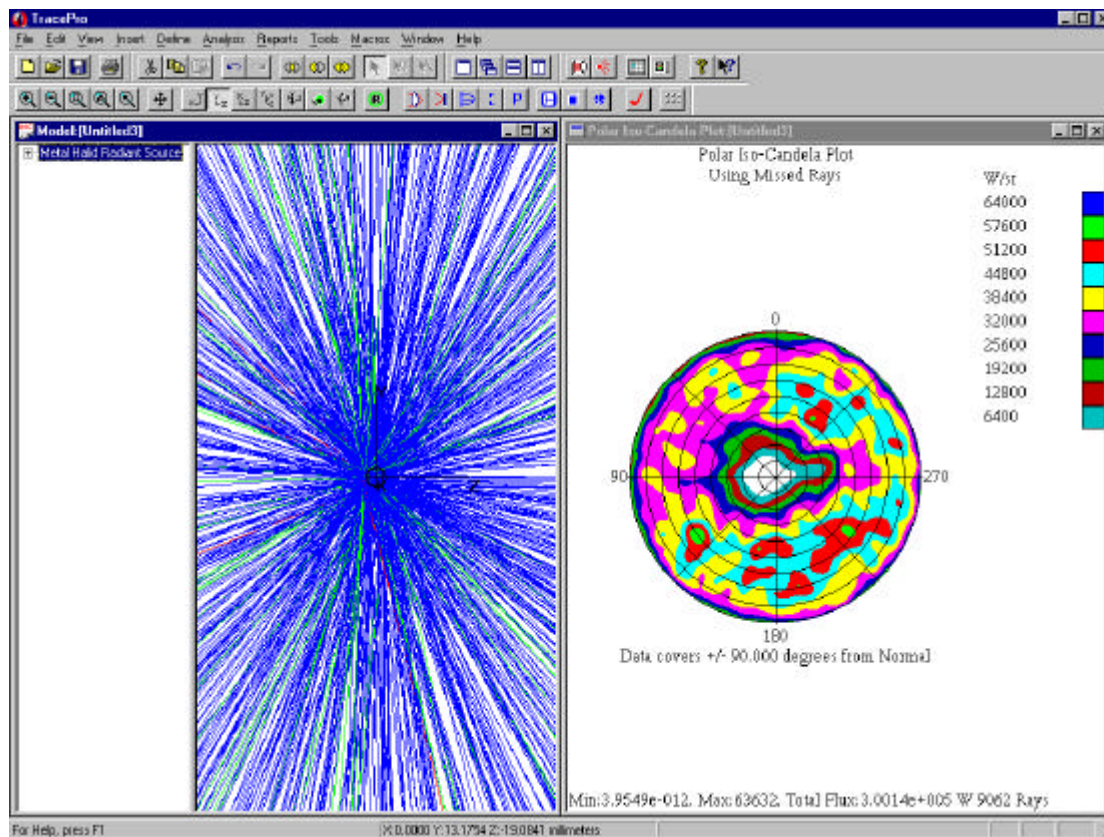 TracePro
File Edit View Insert Define Analysis Reports Tools Macros Window Help
Model:[Untitled3]
Metal Halid Radiant Source
Y
Z
Polar Iso-Candela Plot:[Untitled3]
Polar Iso-Candela Plot
Using Missed Rays
W/sr
64000
57600
51200
44800
38400
32000
25600
19200
12800
6400
0
90
270
180
Data covers +/- 90.000 degrees from Normal
Min:3.9549e-012, Max:63632, Total Flux:3.0014e+005 W 9062 Rays
For Help, press F1
X:0.0000 Y:13.1754 Z:-19.0841 millimeters